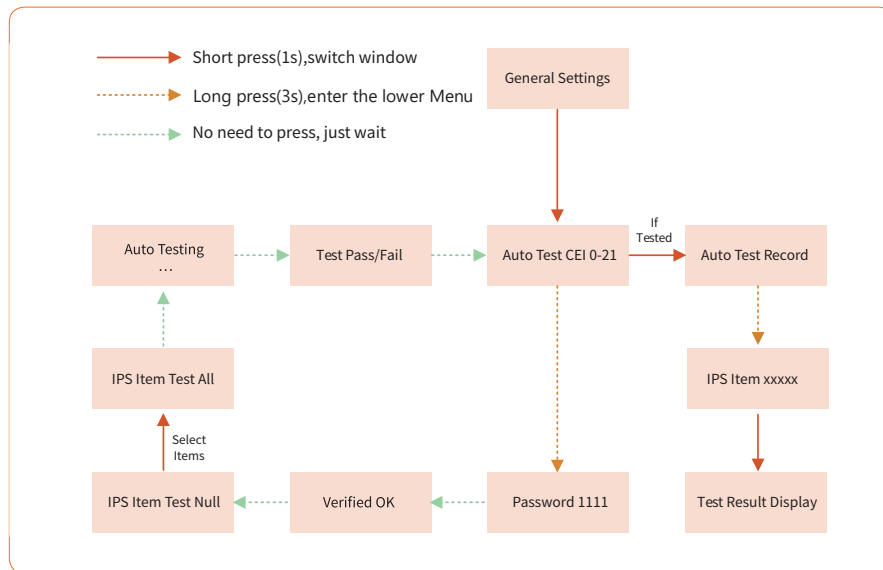 Short press(1s),switch window
Long press(3s),enter the lower Menu
No need to press, just wait
General Settings
Auto Testing
...
Test Pass/Fail
Auto Test CEI 0-21
If
Tested
Auto Test Record
IPS Item Test All
IPS Item xxxxx
Select
Items
IPS Item Test Null
Verified OK
Password 1111
Test Result Display